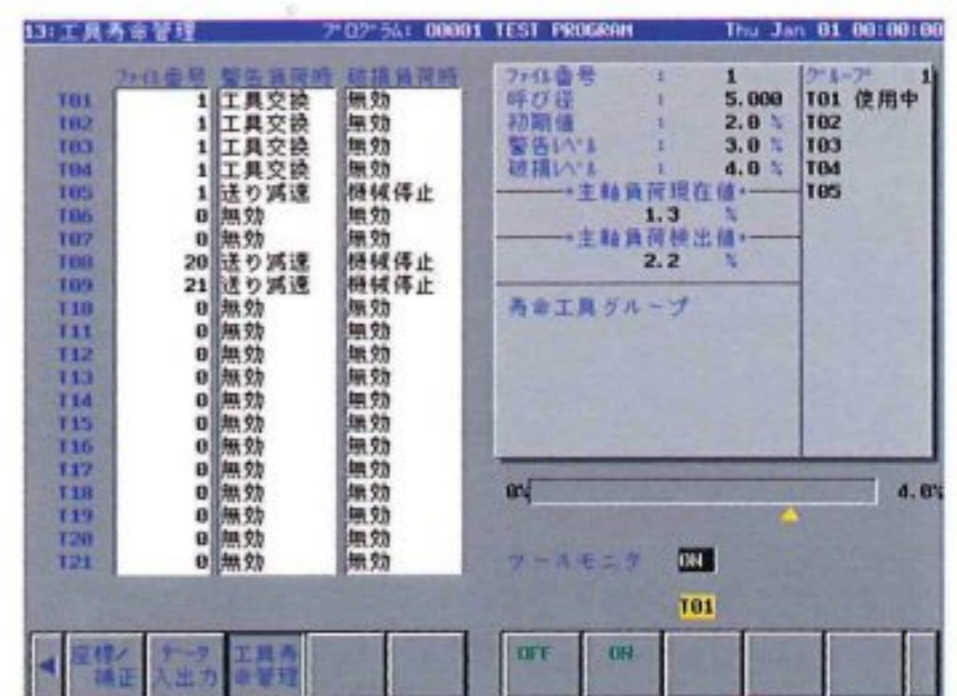 13:工具寿命管理 プログラム: 00001 TEST PROGRAM Thu Jan 01 00:00:00
ファイル番号 警告負荷時 破損負荷時
T01 1 工具交換 無効
T02 1 工具交換 無効
T03 1 工具交換 無効
T04 1 工具交換 無効
T05 1 送り減速 機械停止
T06 0 無効 無効
T07 0 無効 無効
T08 20 送り減速 機械停止
T09 21 送り減速 機械停止
T10 0 無効 無効
T11 0 無効 無効
T12 0 無効 無効
T13 0 無効 無効
T14 0 無効 無効
T15 0 無効 無効
T16 0 無効 無効
T17 0 無効 無効
T18 0 無効 無効
T19 0 無効 無効
T20 0 無効 無効
T21 0 無効 無効
ファイル番号 : 1
呼び径 : 5.000
初期値 : 2.0 %
警告レベル : 3.0 %
破損レベル : 4.0 %
*主軸負荷現在値*
1.3 %
*主軸負荷検出値*
2.2 %
寿命工具グループ
グループ 1
T01 使用中
T02
T03
T04
T05
0% 4.0%
ツールモニタ ON
T01
座標/補正 データ入出力 工具寿命管理 OFF ON